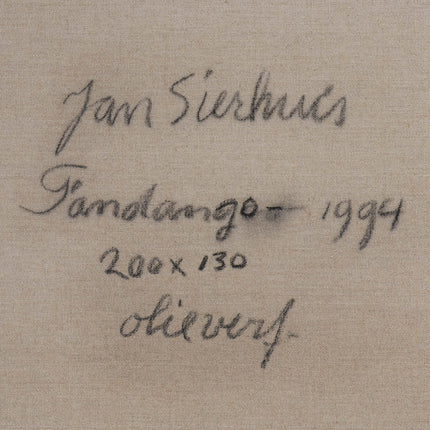 Jan Sierhuis
Fandango - 1994
200 x 130
olieverf.